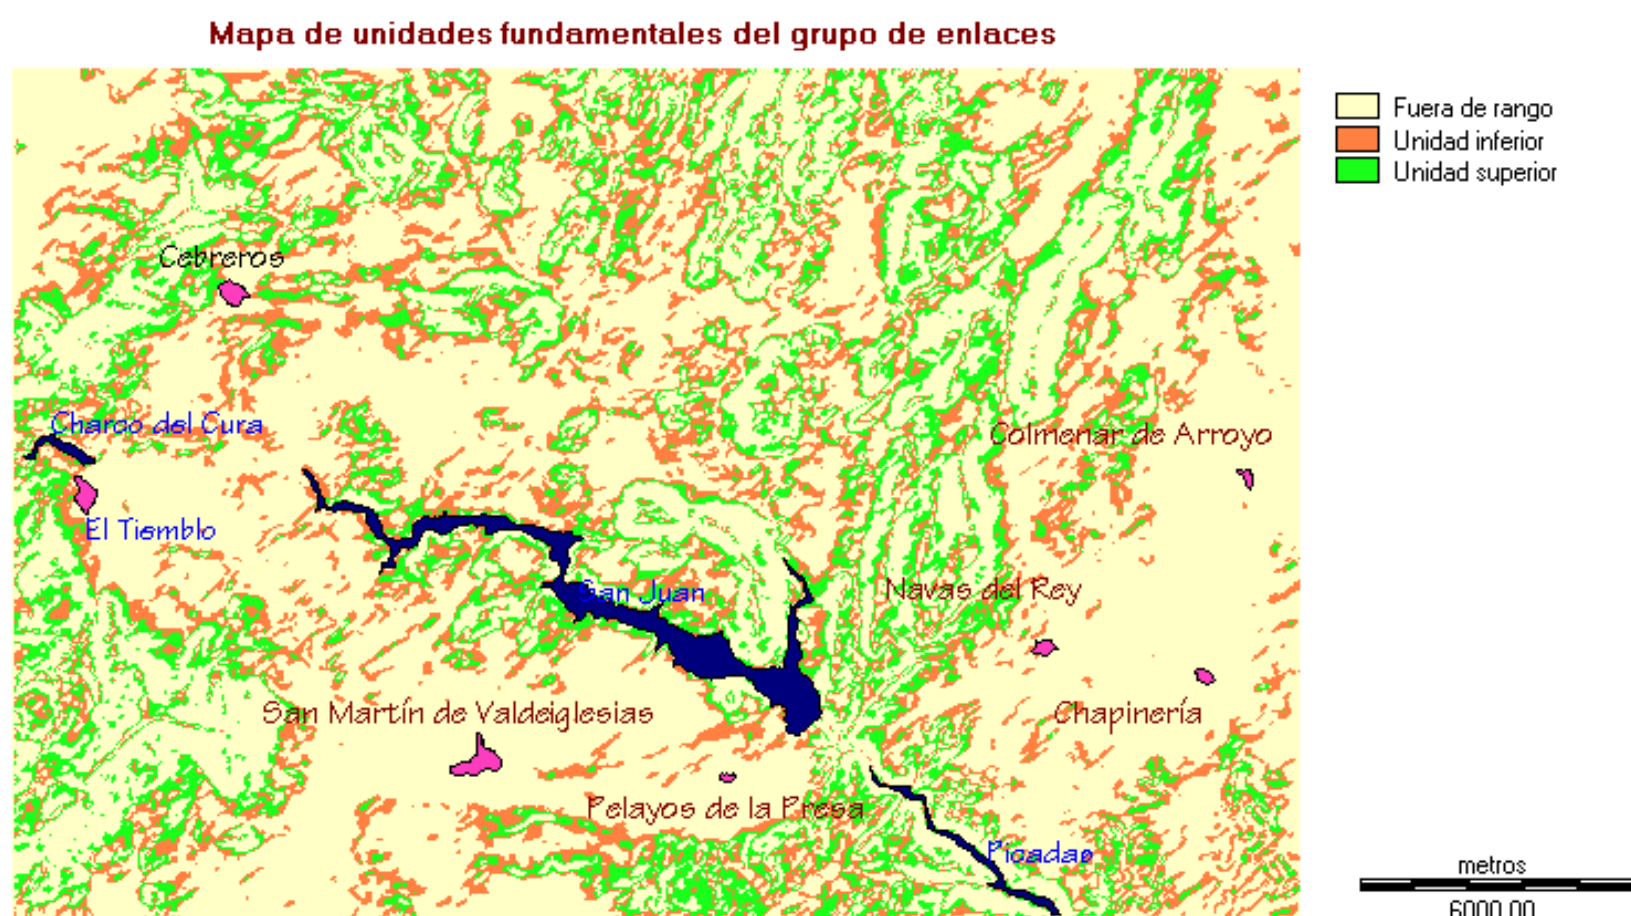 Mapa de unidades fundamentales del grupo de enlaces
Fuera de rango
Unidad inferior
Unidad superior
Cebreros
Charco del Cura
Colmenar de Arroyo
El Tiemblo
San Juan
Navas del Rey
San Martín de Valdeiglesias
Chapinería
Pelayos de la Presa
Picadas
metros
6000.00